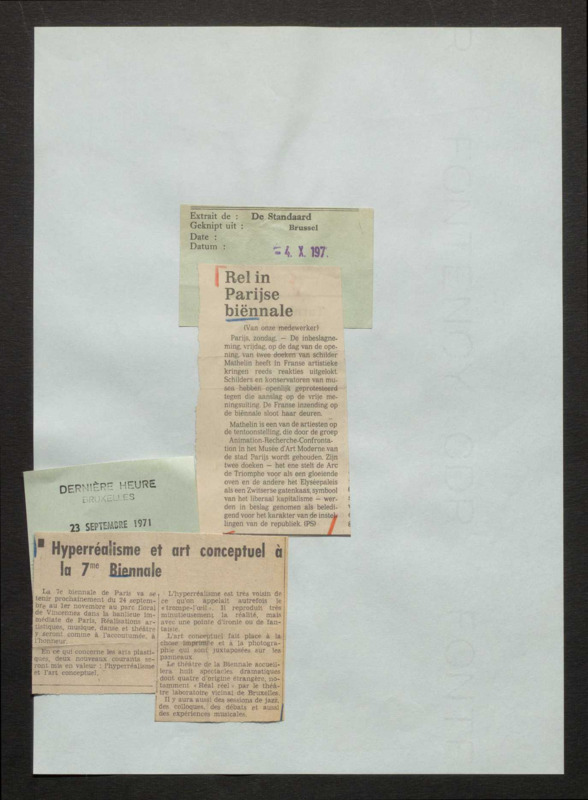 Extrait de : De Standaard
Geknipt uit : Brussel
Date :
Datum : = 4. X. 197.
Rel in
Parijse
biënnale
(Van onze medewerker)
Parijs, zondag. — De inbeslagne-
ming, vrijdag, op de dag van de ope-
ning, van twee doeken van schilder
Mathelin heeft in Franse artistieke
kringen reeds reakties uitgelokt.
Schilders en konservatoren van mu-
sea hebben openlijk geprotesteerd
tegen die aanslag op de vrije me-
ningsuiting. De Franse inzending op
de biënnale sloot haar deuren.
Mathelin is een van de artiesten op
de tentoonstelling, die door de groep
Animation-Recherche-Confronta-
tion in het Musée d'Art Moderne van
de stad Parijs wordt gehouden. Zijn
twee doeken — het ene stelt de Arc
de Triomphe voor als een gloeiende
oven en de andere het Elyséepaleis
als een Zwitserse gatenkaas, symbool
van het liberaal kapitalisme — wer-
den in beslag genomen als beledi-
gend voor het karakter van de instel-
lingen van de republiek. (PS)
DERNIÈRE HEURE
BRUXELLES
23 SEPTEMBRE 1971
Hyperréalisme et art conceptuel à
la 7me Biennale
La 7e biennale de Paris va se
tenir prochainement du 24 septem-
bre au 1er novembre au parc floral
de Vincennes dans la banlieue im-
médiate de Paris. Réalisations ar-
tistiques, musique, danse et théâtre
y seront comme à l'accoutumée, à
l'honneur.
En ce qui concerne les arts plasti-
ques, deux nouveaux courants se-
ront mis en valeur : l'hyperréalisme
et l'art conceptuel.
L'hyperréalisme est très voisin de
ce qu'on appelait autrefois le
« trompe-l'œil ». Il reproduit très
minutieusement la réalité, mais
avec une pointe d'ironie ou de fan-
taisie.
L'art conceptuel fait place à la
chose imprimée et à la photogra-
phie qui sont juxtaposées sur les
panneaux.
Le théâtre de la Biennale accueil-
lera huit spectacles dramatiques
dont quatre d'origine étrangère, no-
tamment « Réal réel » par le théâ-
tre laboratoire vicinal de Bruxelles.
Il y aura aussi des sessions de jazz,
des colloques, des débats et aussi
des expériences musicales.